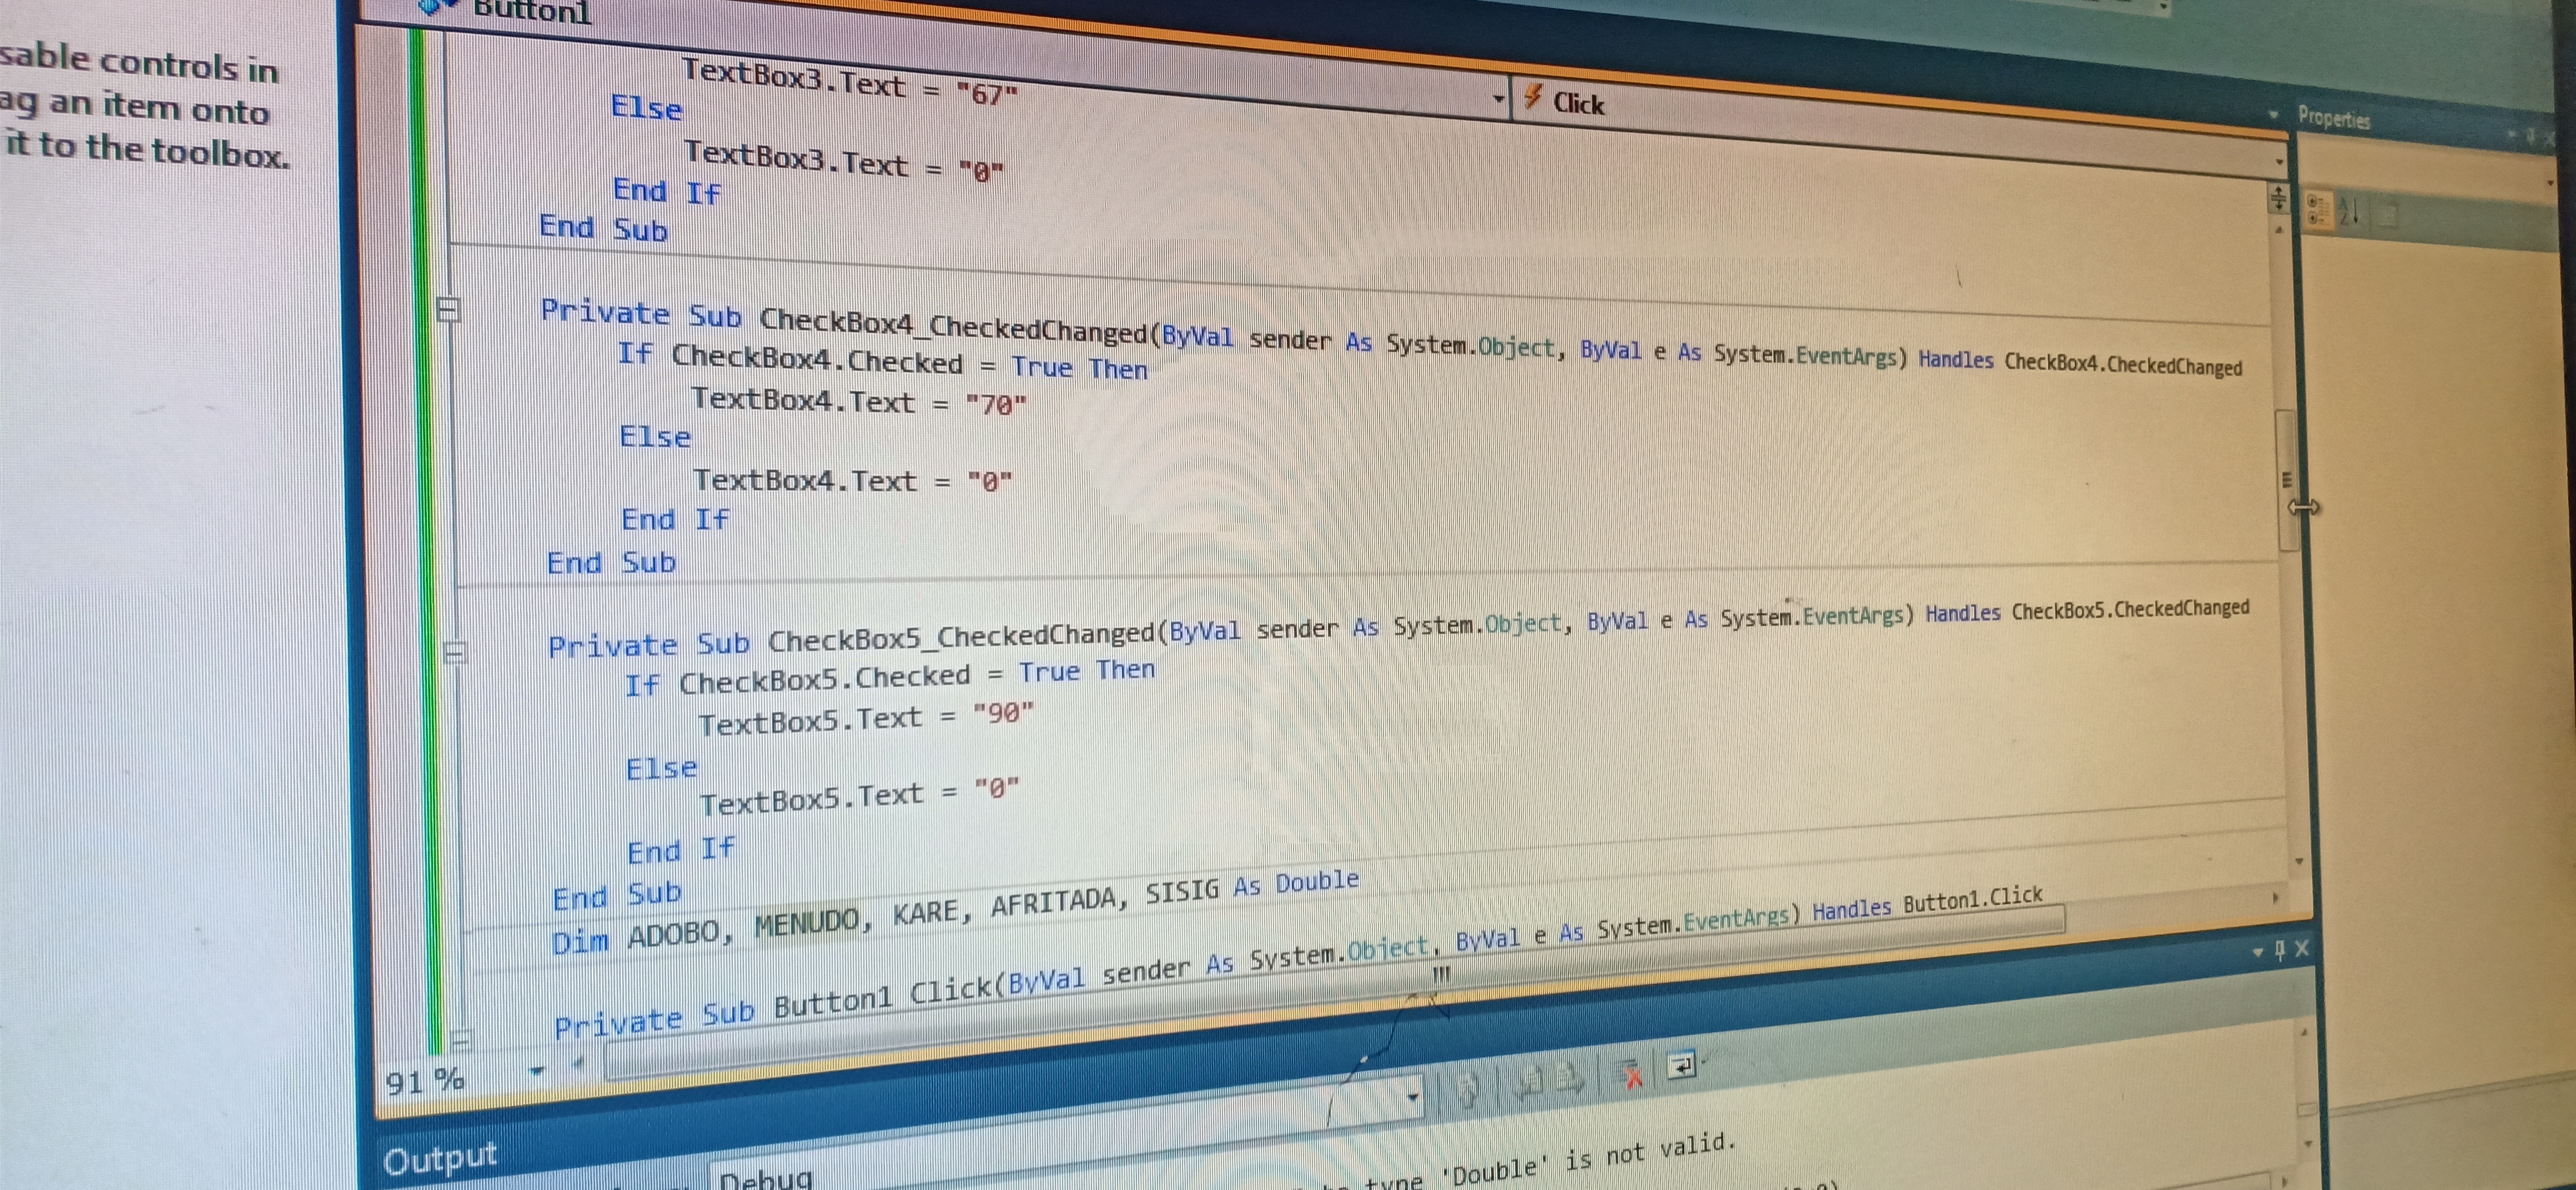 Button1
sable controls in
ag an item onto
it to the toolbox.
Click
Properties
TextBox3.Text = "67"
Else
TextBox3.Text = "0"
End If
End Sub
Private Sub CheckBox4_CheckedChanged(ByVal sender As System.Object, ByVal e As System.EventArgs) Handles CheckBox4.CheckedChanged
If CheckBox4.Checked = True Then
TextBox4.Text = "70"
Else
TextBox4.Text = "0"
End If
End Sub
Private Sub CheckBox5_CheckedChanged(ByVal sender As System.Object, ByVal e As System.EventArgs) Handles CheckBox5.CheckedChanged
If CheckBox5.Checked = True Then
TextBox5.Text = "90"
Else
TextBox5.Text = "0"
End If
End Sub
Dim ADOBO, MENUDO, KARE, AFRITADA, SISIG As Double
Private Sub Button1_Click(ByVal sender As System.Object, ByVal e As System.EventArgs) Handles Button1.Click
91 %
Output
Debug
type 'Double' is not valid.